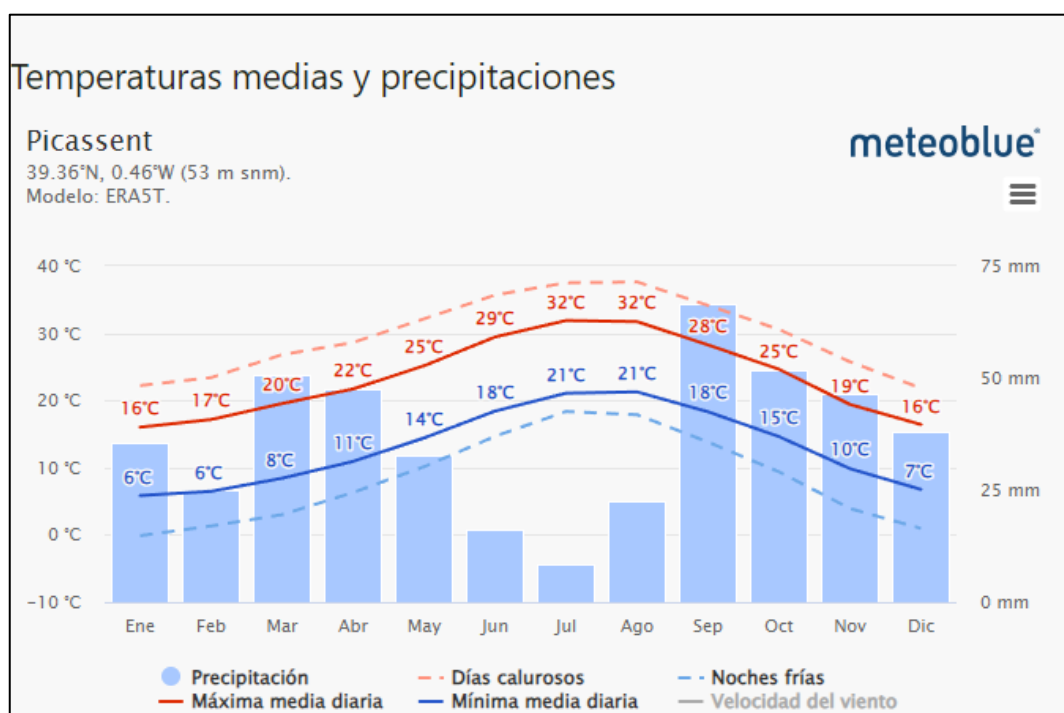 Temperaturas medias y precipitaciones
Picassent
meteoblue
39.36°N, 0.46°W (53 m snm).
Modelo: ERA5T.
40 °C
75 mm
30 °C
50 mm
20 °C
10 °C
25 mm
0 °C
-10 °C
0 mm
16°C 17°C 20°C 22°C 25°C 29°C 32°C 32°C 28°C 25°C 19°C 16°C
6°C 6°C 8°C 11°C 14°C 18°C 21°C 21°C 18°C 15°C 10°C 7°C
Ene Feb Mar Abr May Jun Jul Ago Sep Oct Nov Dic
Precipitación Días calurosos Noches frías
Máxima media diaria Mínima media diaria Velocidad del viento